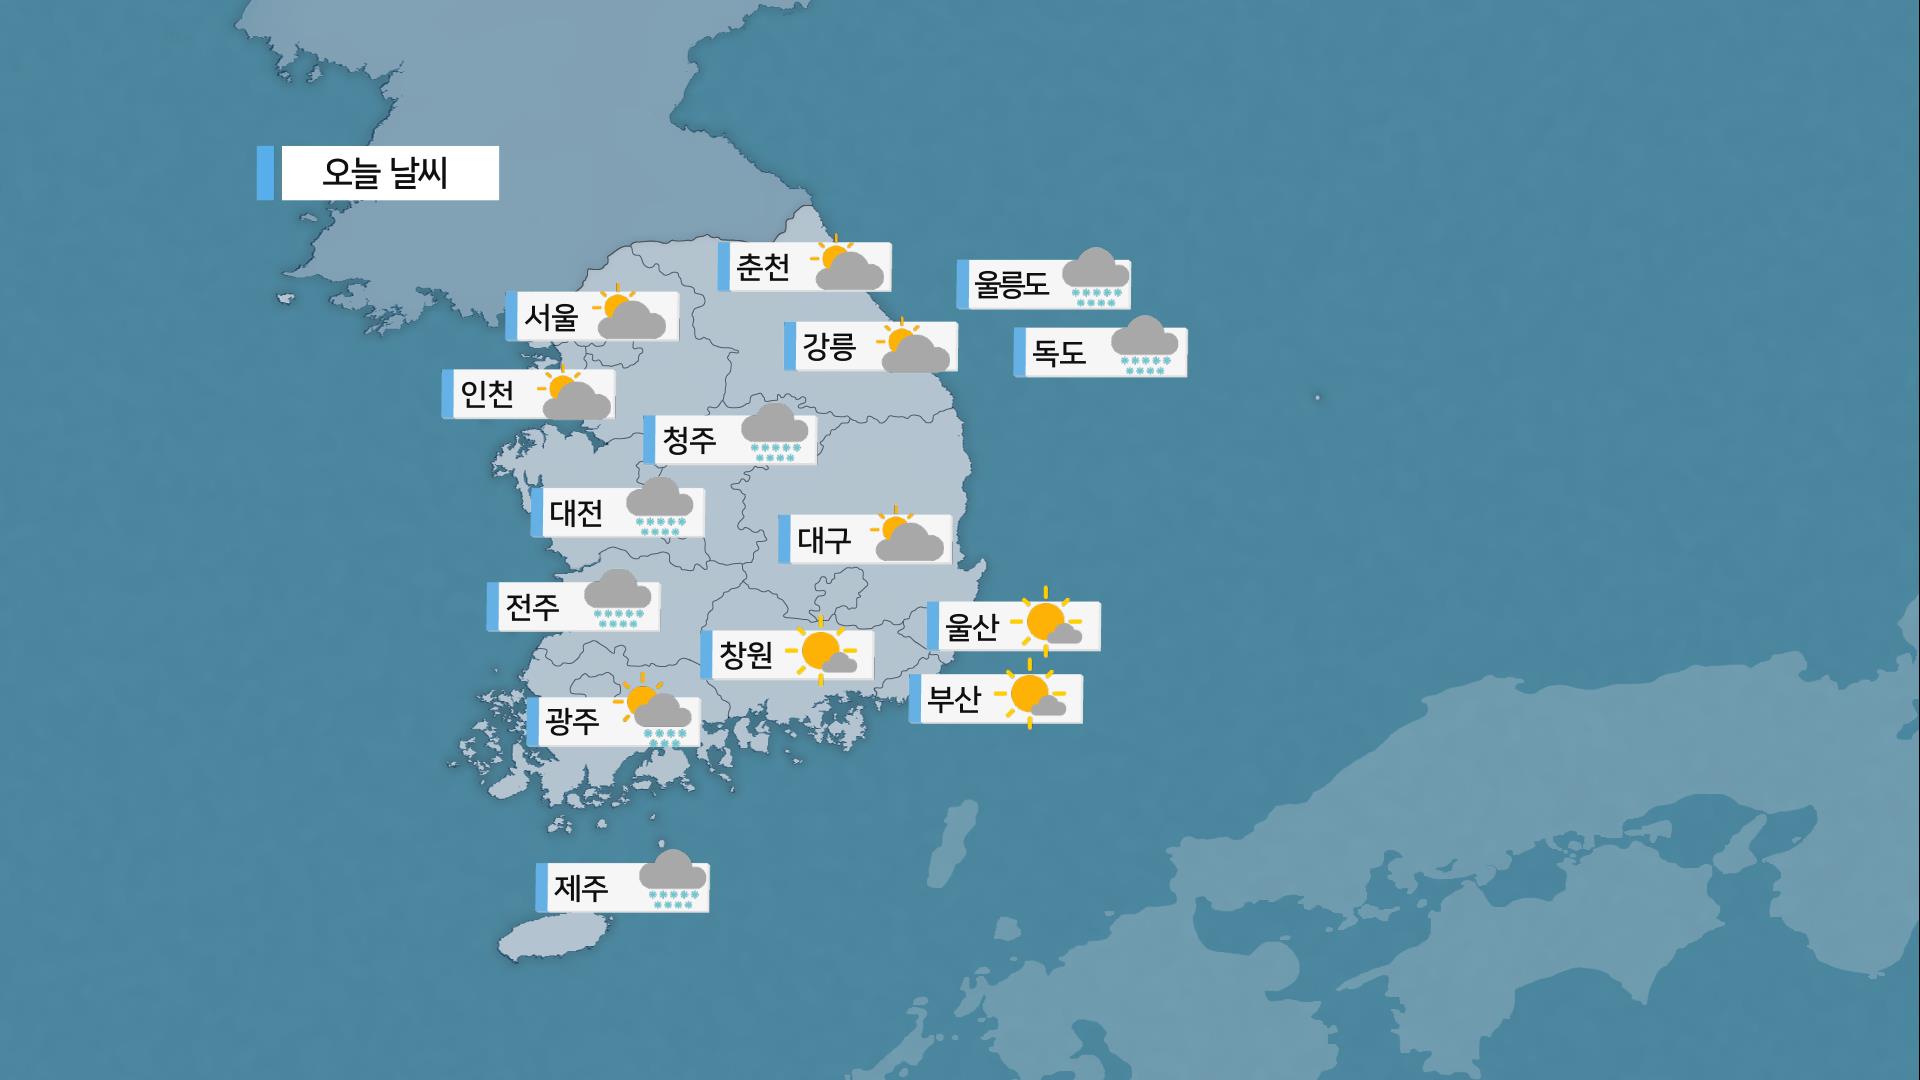 오늘 날씨
춘천
울릉도
서울
강릉
독도
인천
청주
대전
대구
전주
울산
창원
부산
광주
제주